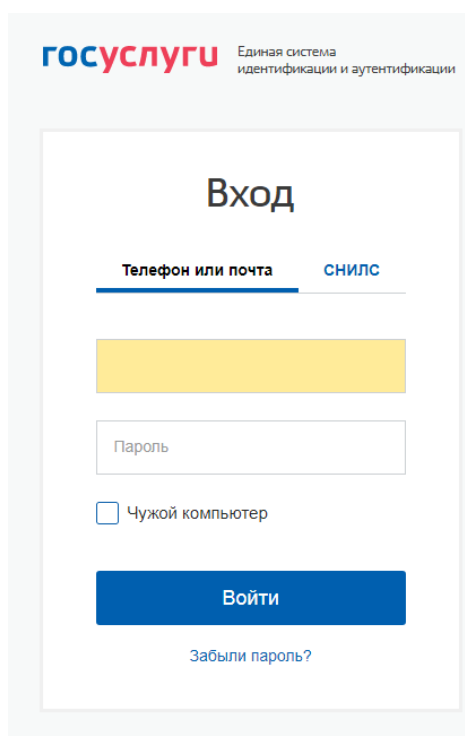 госуслуги
Единая система
идентификации и аутентификации
Вход
Телефон или почта СНИЛС
Пароль
Чужой компьютер
Войти
Забыли пароль?